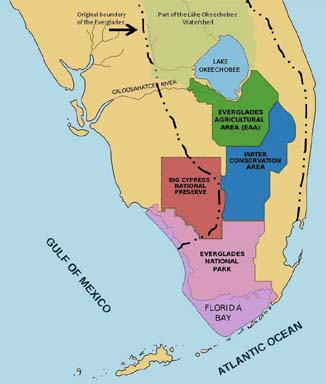 Original boundary
of the Everglades
Part of the Lake Okeechobee
Watershed
LAKE
OKEECHOBEE
CALOOSAHATCHEE RIVER
EVERGLADES
AGRICULTURAL
AREA (EAA)
WATER
CONSERVATION
AREA
BIG CYPRESS
NATIONAL
PRESERVE
EVERGLADES
NATIONAL
PARK
FLORIDA
BAY
GULF OF MEXICO
ATLANTIC OCEAN